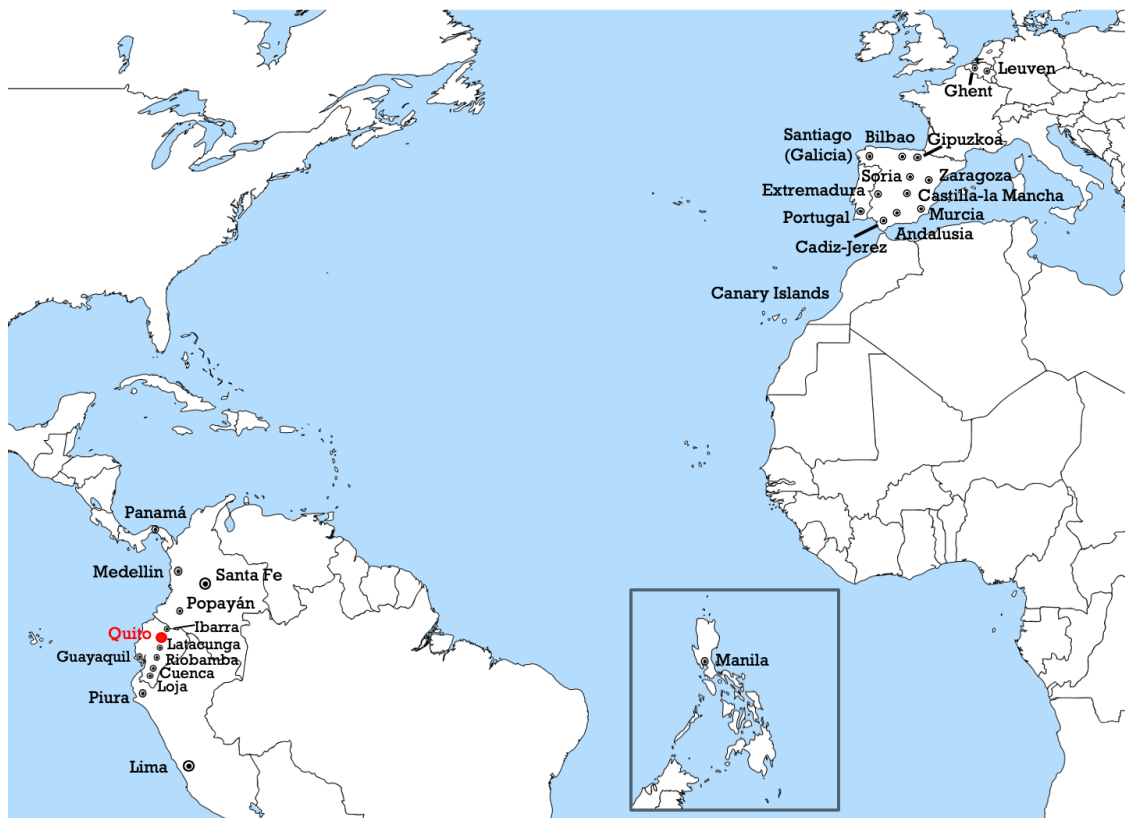 Leuven
Ghent
Santiago
(Galicia)
Bilbao
Gipuzkoa
Soria
Zaragoza
Extremadura
Castilla-la Mancha
Portugal
Murcia
Andalusia
Cadiz-Jerez
Canary Islands
Panamá
Medellin
Santa Fe
Popayán
Ibarra
Quito
Latacunga
Guayaquil
Riobamba
Cuenca
Loja
Piura
Lima
Manila